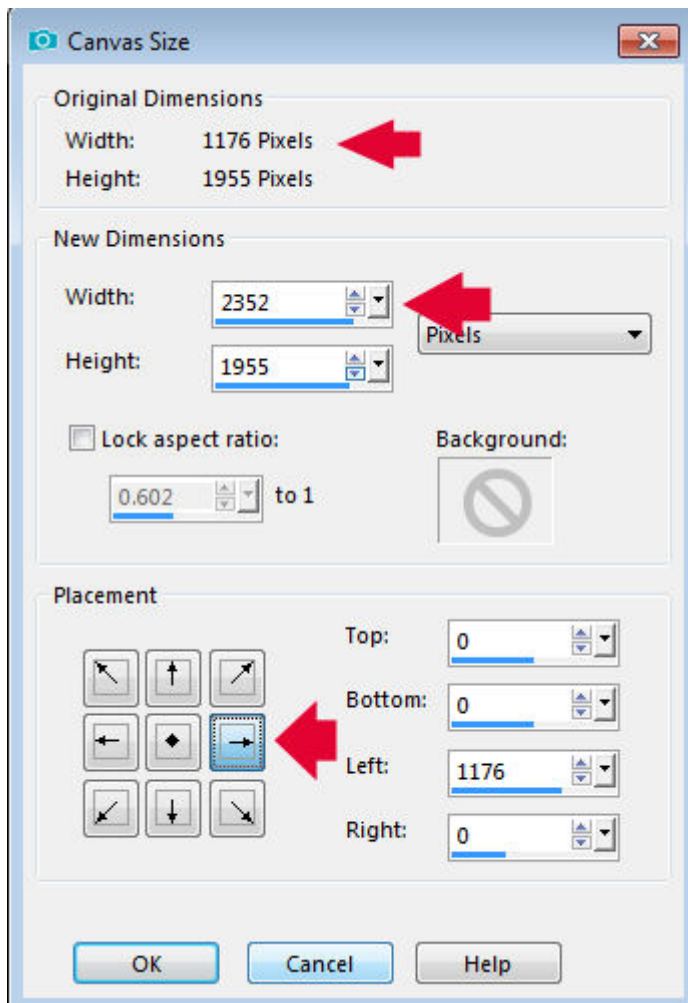 Canvas Size
Original Dimensions
Width: 1176 Pixels
Height: 1955 Pixels
New Dimensions
Width: 2352
Pixels
Height: 1955
Lock aspect ratio:
Background:
0.602 to 1
Placement
Top: 0
Bottom: 0
Left: 1176
Right: 0
OK Cancel Help